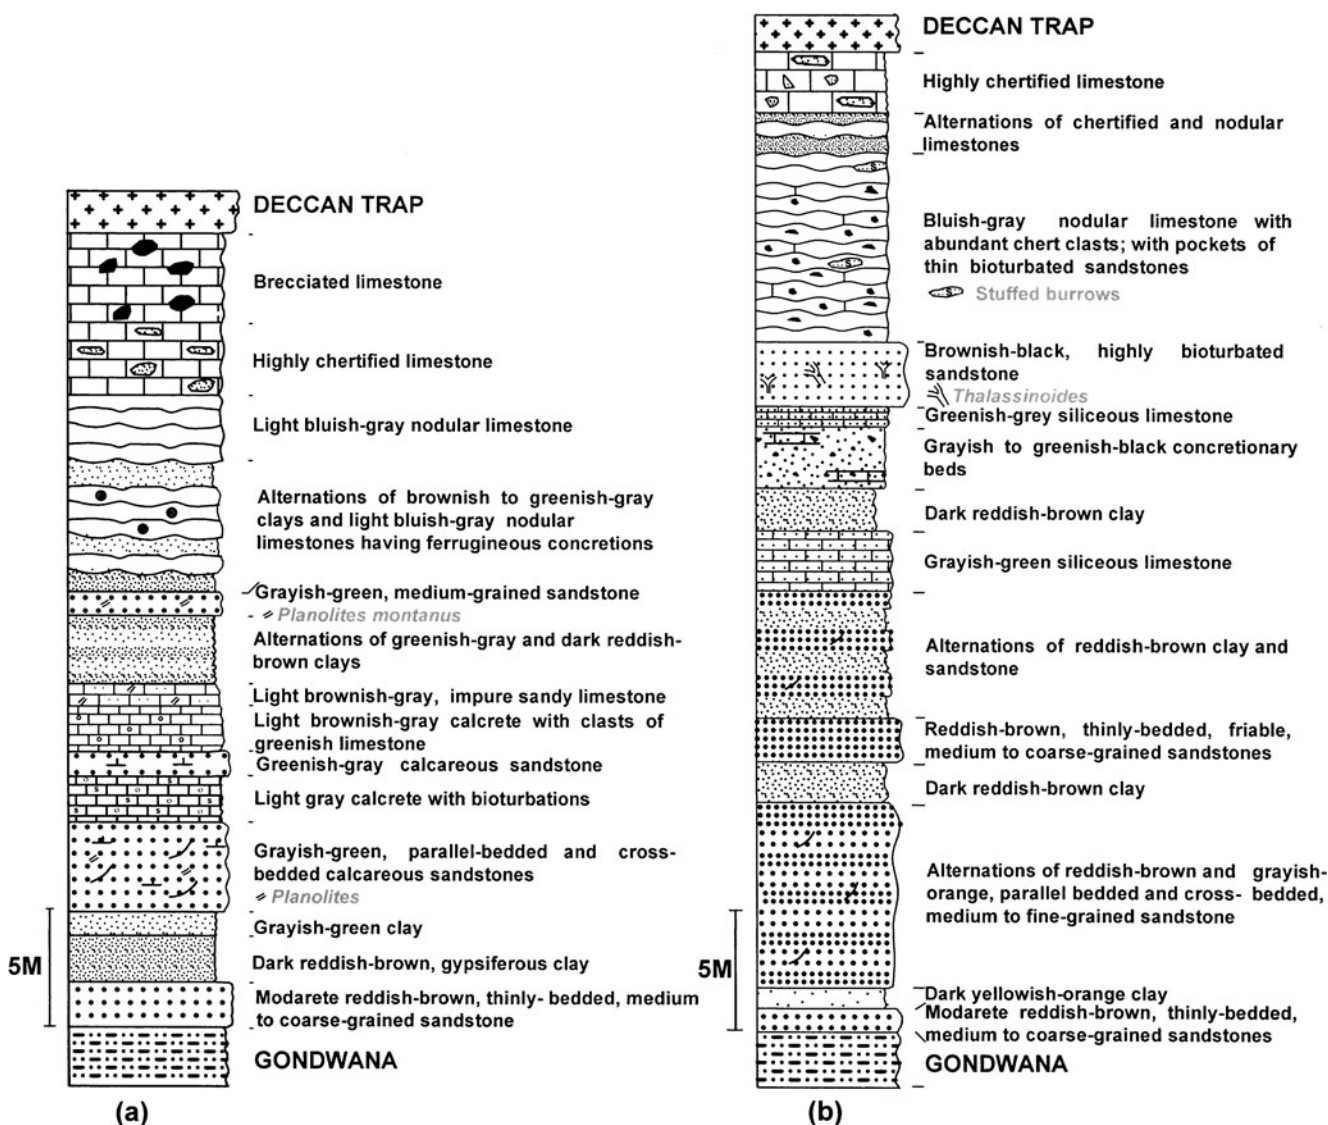 DECCAN TRAP
Brecciated limestone
Highly chertified limestone
Light bluish-gray nodular limestone
Alternations of brownish to greenish-gray
clays and light bluish-gray nodular
limestones having ferrugineous concretions
Grayish-green, medium-grained sandstone
Planolites montanus
Alternations of greenish-gray and dark reddish-
brown clays
Light brownish-gray, impure sandy limestone
Light brownish-gray calcrete with clasts of
greenish limestone
Greenish-gray calcareous sandstone
Light gray calcrete with bioturbations
Grayish-green, parallel-bedded and cross-
bedded calcareous sandstones
Planolites
Grayish-green clay
Dark reddish-brown, gypsiferous clay
Modarete reddish-brown, thinly- bedded, medium
to coarse-grained sandstone
GONDWANA
5M
(a)
DECCAN TRAP
Highly chertified limestone
Alternations of chertified and nodular
limestones
Bluish-gray nodular limestone with
abundant chert clasts; with pockets of
thin bioturbated sandstones
Stuffed burrows
Brownish-black, highly bioturbated
sandstone
Thalassinoides
Greenish-grey siliceous limestone
Grayish to greenish-black concretionary
beds
Dark reddish-brown clay
Grayish-green siliceous limestone
Alternations of reddish-brown clay and
sandstone
Reddish-brown, thinly-bedded, friable,
medium to coarse-grained sandstones
Dark reddish-brown clay
Alternations of reddish-brown and grayish-
orange, parallel bedded and cross- bedded,
medium to fine-grained sandstone
Dark yellowish-orange clay
Modarete reddish-brown, thinly-bedded,
medium to coarse-grained sandstones
GONDWANA
5M
(b)